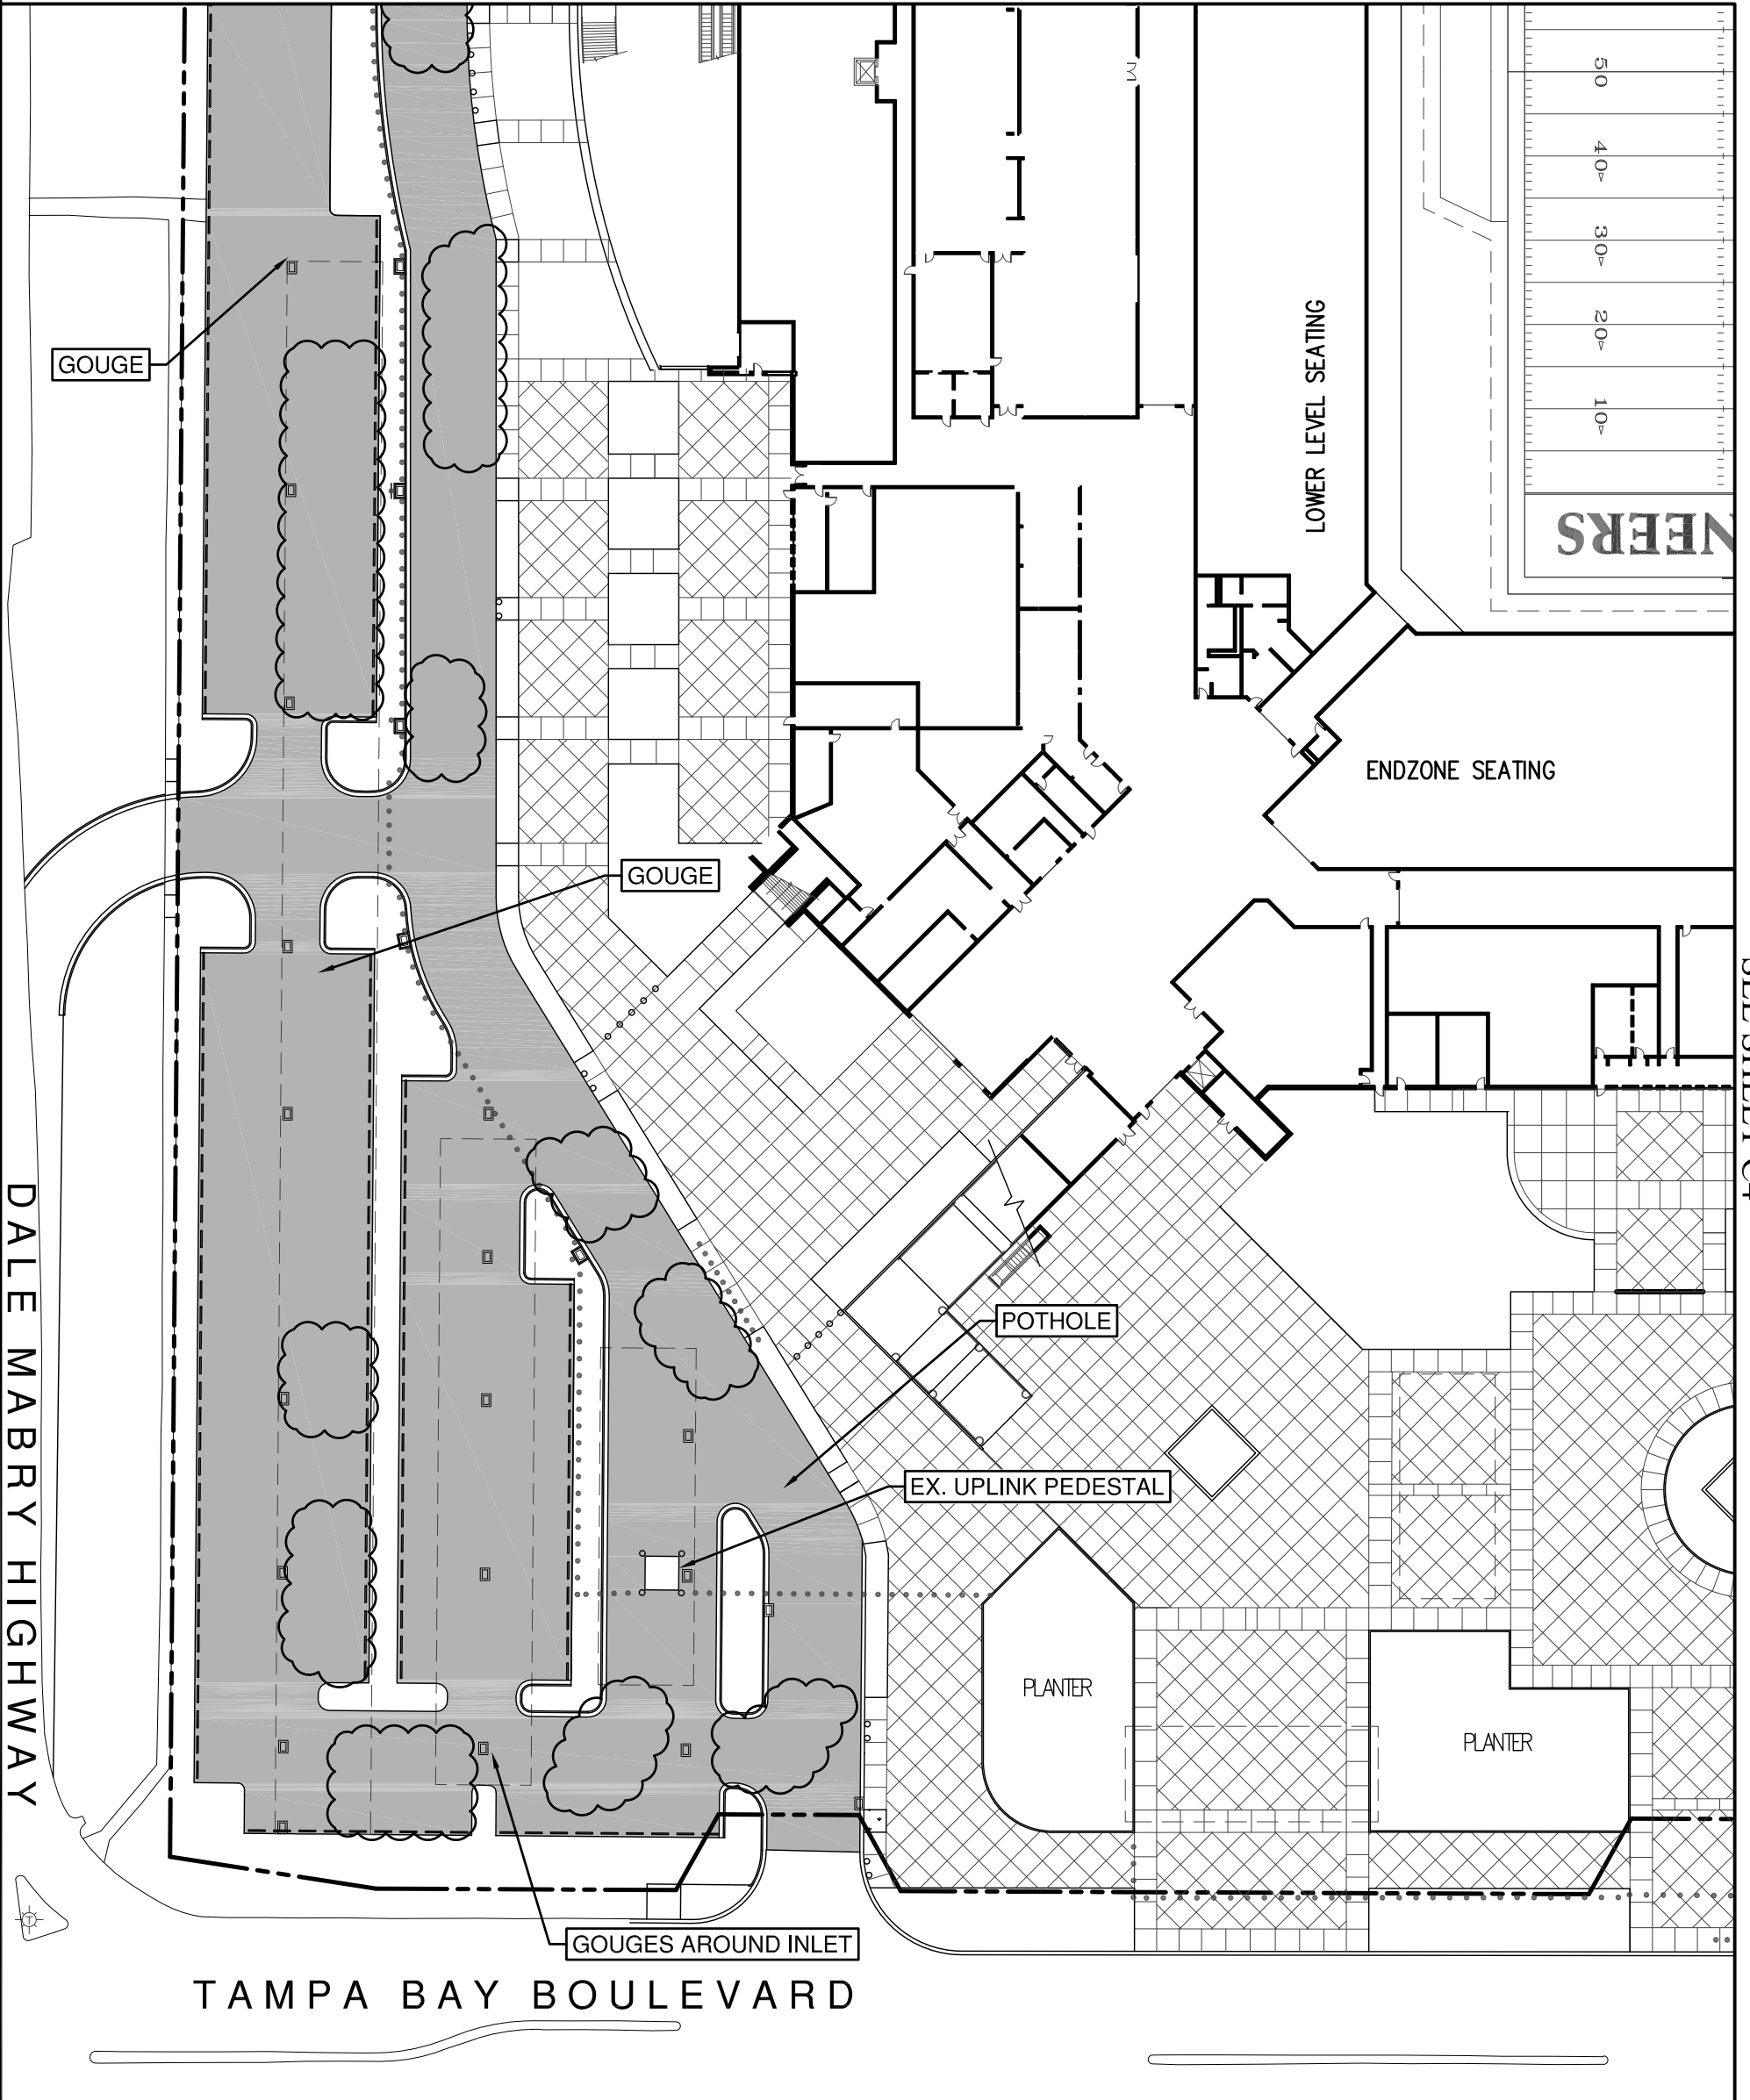 50
40
30
20
10
NEERS
LOWER LEVEL SEATING
ENDZONE SEATING
GOUGE
GOUGE
POTHOLE
EX. UPLINK PEDESTAL
PLANTER
PLANTER
GOUGES AROUND INLET
DALE MABRY HIGHWAY
TAMPA BAY BOULEVARD
T